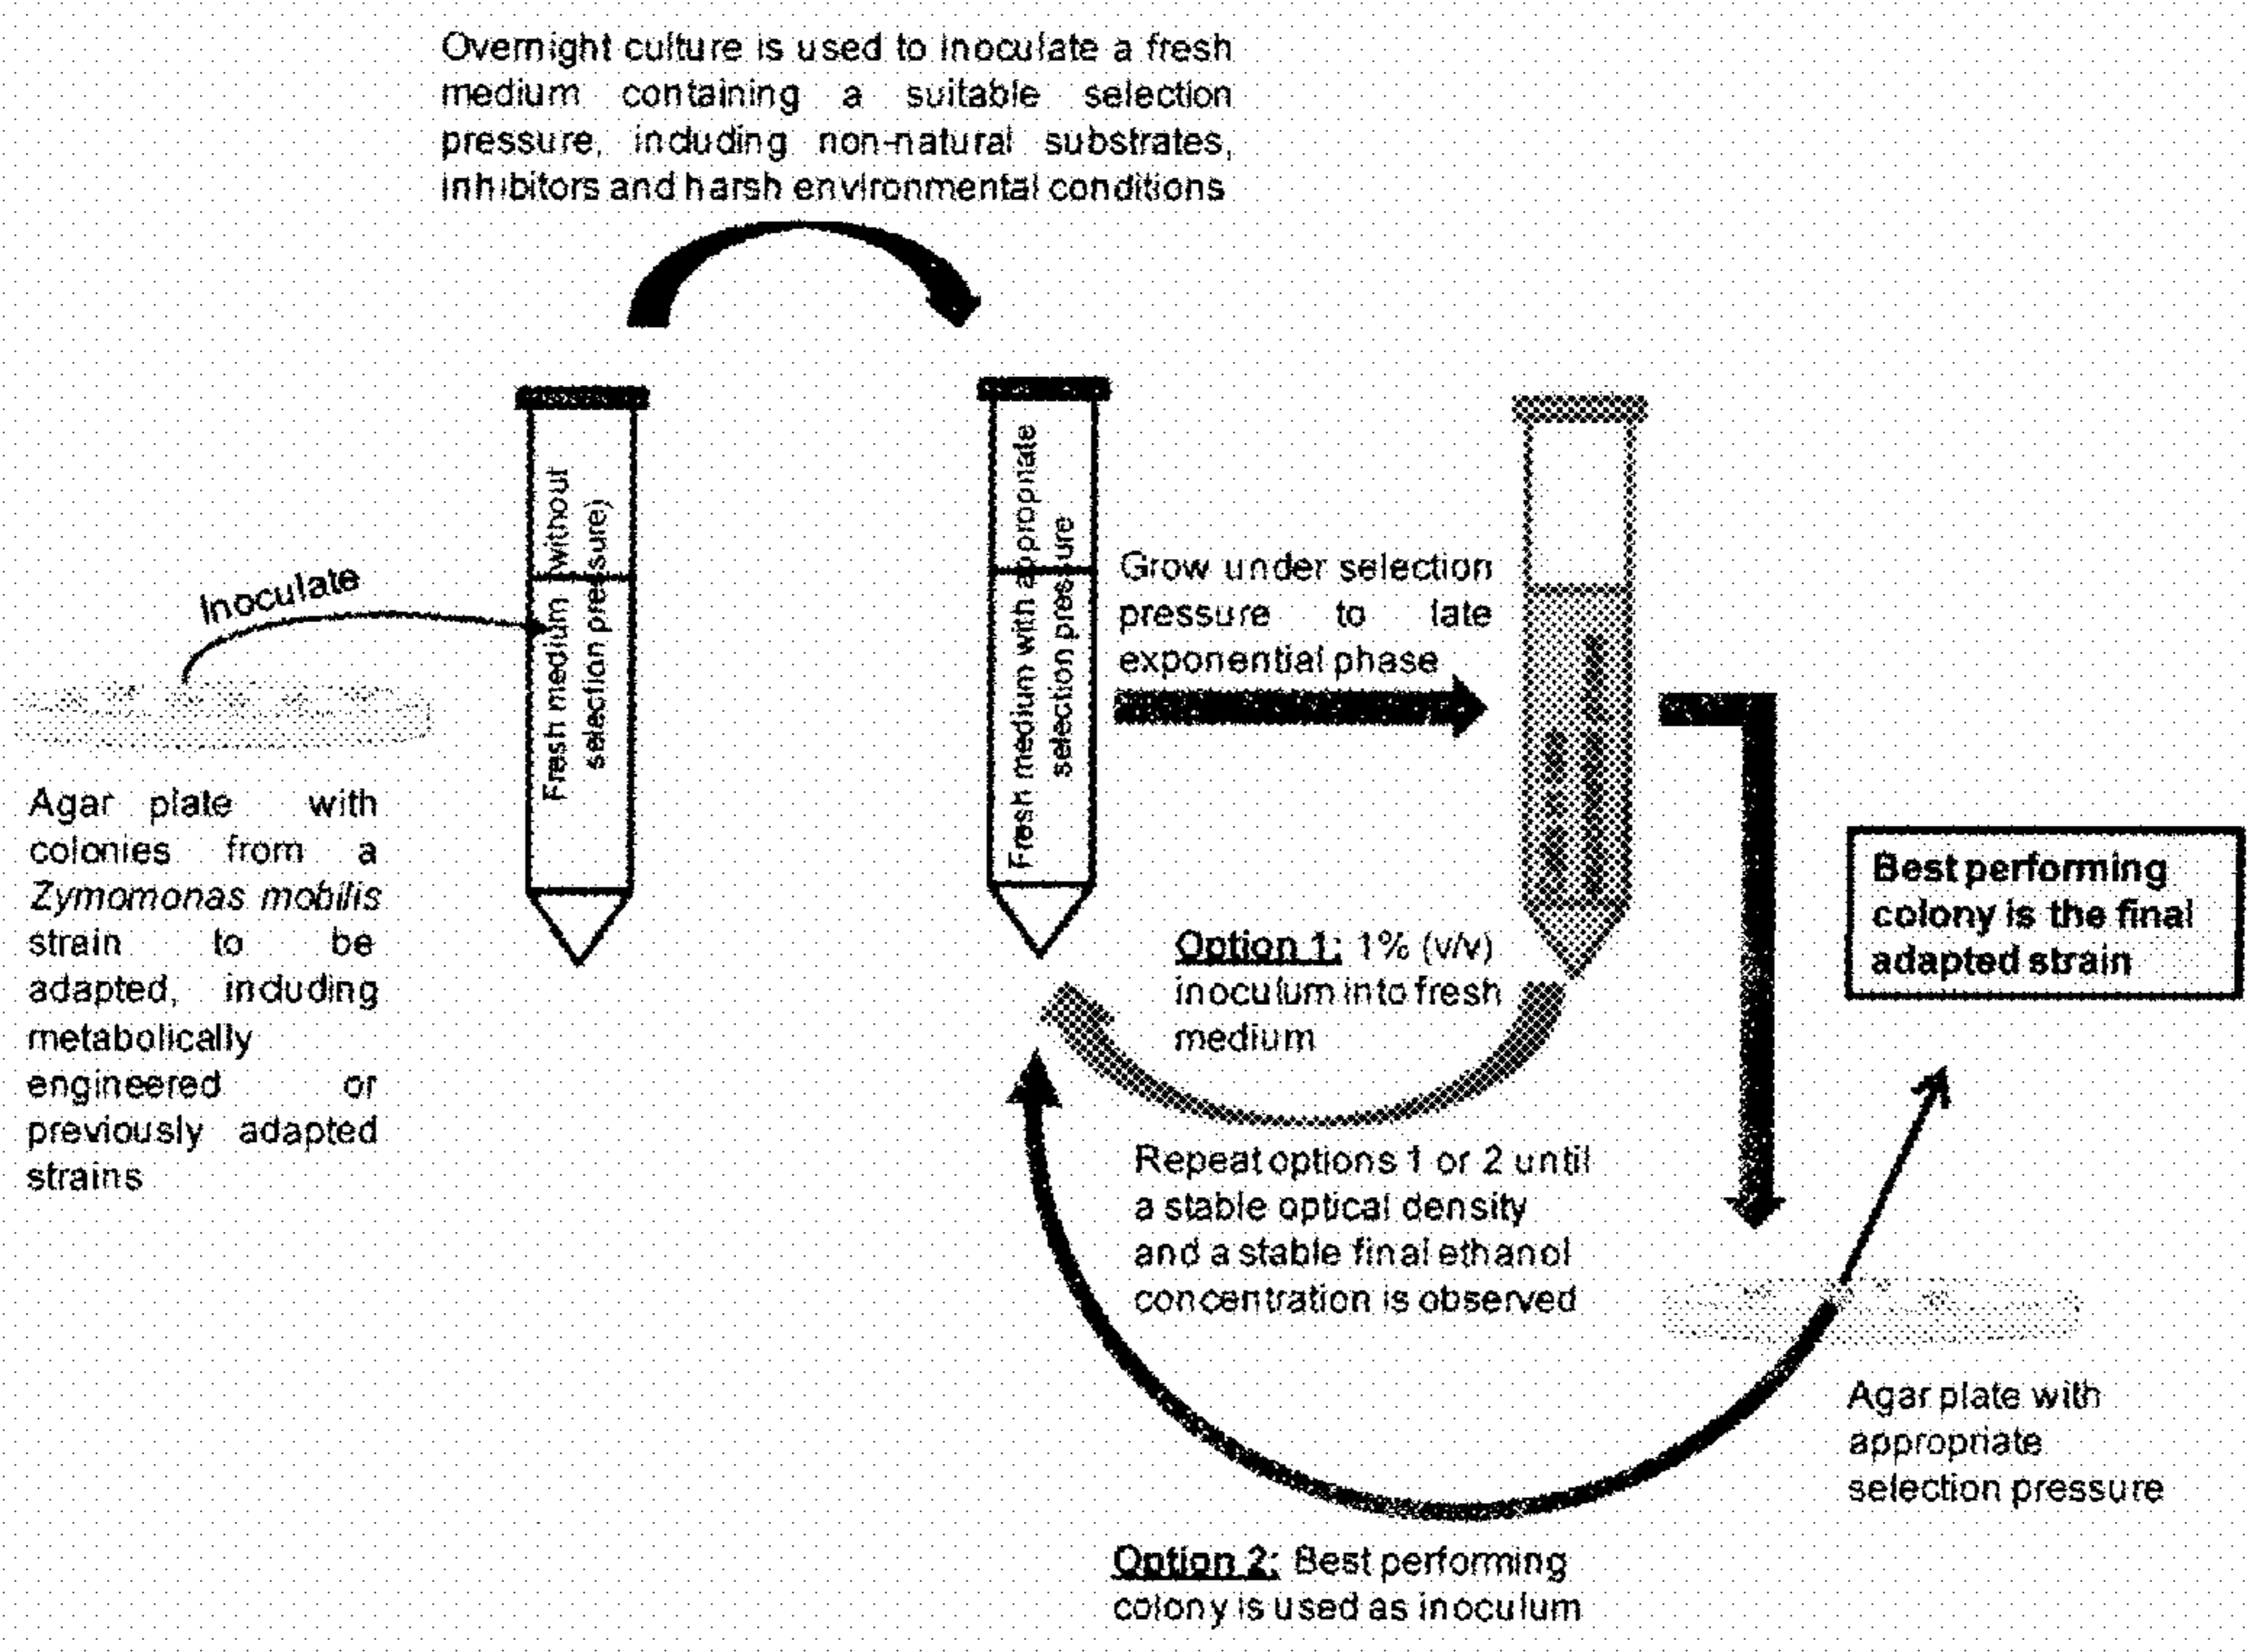 Overnight culture is used to inoculate a fresh
medium containing a suitable selection
pressure, including non-natural substrates,
inhibitors and harsh environmental conditions
Inoculate
Fresh medium (without
selection pressure)
Fresh medium with appropriate
selection pressure
Grow under selection
pressure to late
exponential phase
Agar plate with
colonies from a
Zymomonas mobilis
strain to be
adapted, including
metabolically
engineered or
previously adapted
strains
Option 1: 1% (v/v)
inoculum into fresh
medium
Best performing
colony is the final
adapted strain
Repeat options 1 or 2 until
a stable optical density
and a stable final ethanol
concentration is observed
Agar plate with
appropriate
selection pressure
Option 2: Best performing
colony is used as inoculum